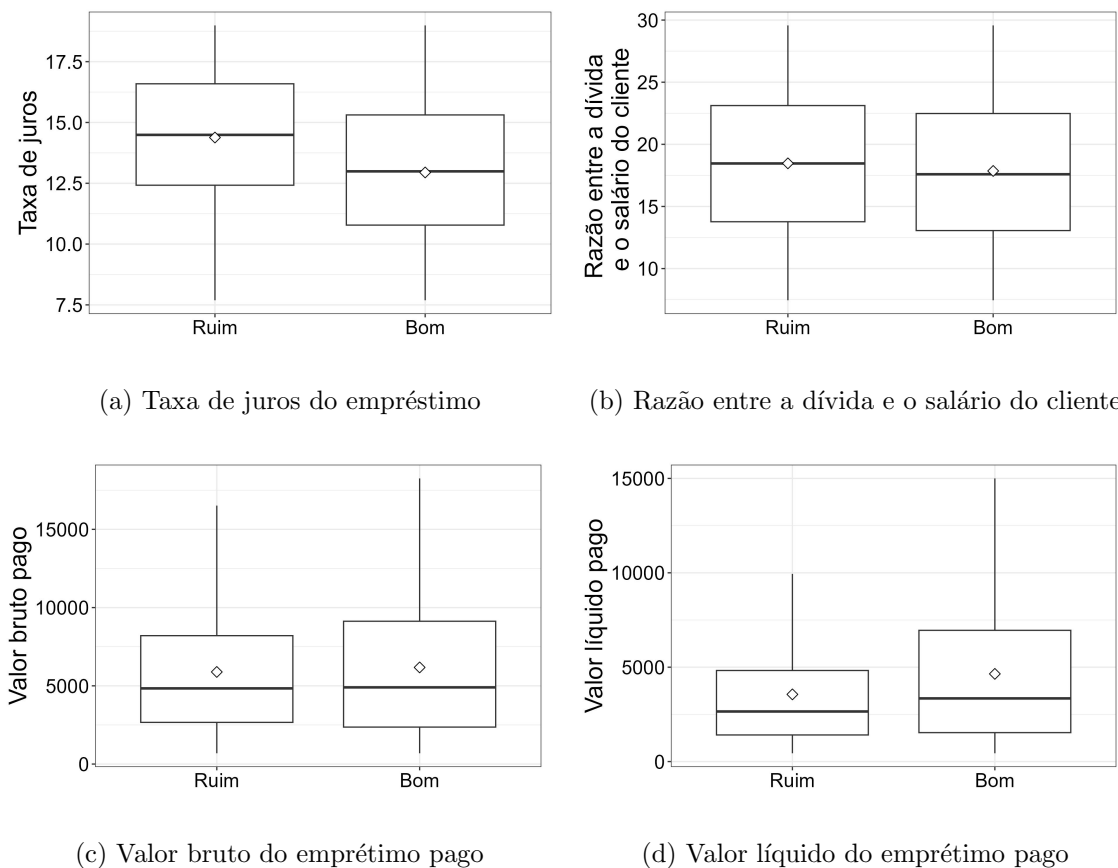 Taxa de juros
17.5
15.0
12.5
10.0
7.5
Ruim
Bom
(a) Taxa de juros do empréstimo
Razão entre a dívida
e o salário do cliente
30
25
20
15
10
Ruim
Bom
(b) Razão entre a dívida e o salário do cliente
Valor bruto pago
15000
10000
5000
0
Ruim
Bom
(c) Valor bruto do emprétimo pago
Valor líquido pago
15000
10000
5000
0
Ruim
Bom
(d) Valor líquido do emprétimo pago